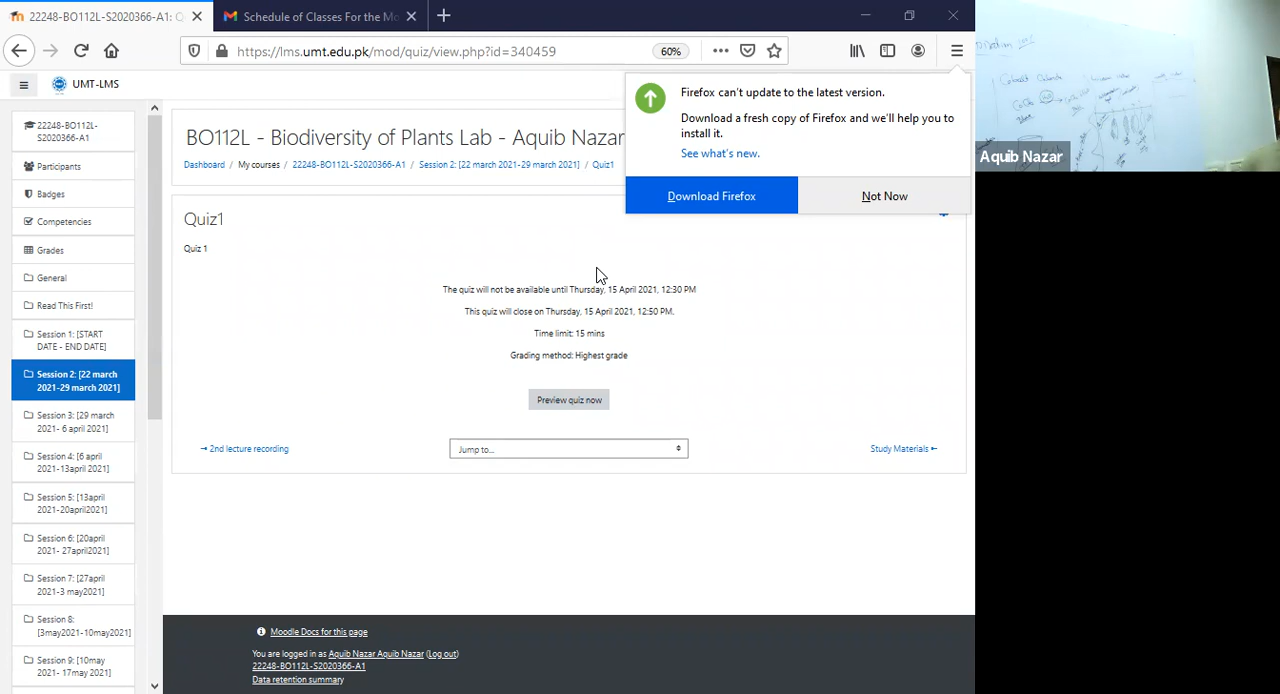 22248-BO112L-S2020366-A1: Q
Schedule of Classes For the Mo
https://lms.umt.edu.pk/mod/quiz/view.php?id=340459
60%
UMT-LMS
Firefox can't update to the latest version.
Download a fresh copy of Firefox and we'll help you to
install it.
See what's new.
Download Firefox
Not Now
22248-BO112L-
S2020366-A1
Participants
Badges
Competencies
Grades
General
Read This First!
Session 1: [START
DATE - END DATE]
Session 2: [22 march
2021-29 march 2021]
Session 3: [29 march
2021- 6 april 2021]
Session 4: [6 april
2021-13april 2021]
Session 5: [13april
2021-20april2021]
Session 6: [20april
2021- 27april2021]
Session 7: [27april
2021-3 may2021]
Session 8:
[3may2021-10may2021]
Session 9: [10may
2021- 17may 2021]
BO112L - Biodiversity of Plants Lab - Aquib Nazar
Dashboard / My courses / 22248-BO112L-S2020366-A1 / Session 2: [22 march 2021-29 march 2021] / Quiz1
Quiz1
Quiz 1
The quiz will not be available until Thursday, 15 April 2021, 12:30 PM
This quiz will close on Thursday, 15 April 2021, 12:50 PM.
Time limit: 15 mins
Grading method: Highest grade
Preview quiz now
→ 2nd lecture recording
Jump to...
Study Materials ←
Moodle Docs for this page
You are logged in as Aquib Nazar Aquib Nazar (Log out)
22248-BO112L-S2020366-A1
Data retention summary
Aquib Nazar